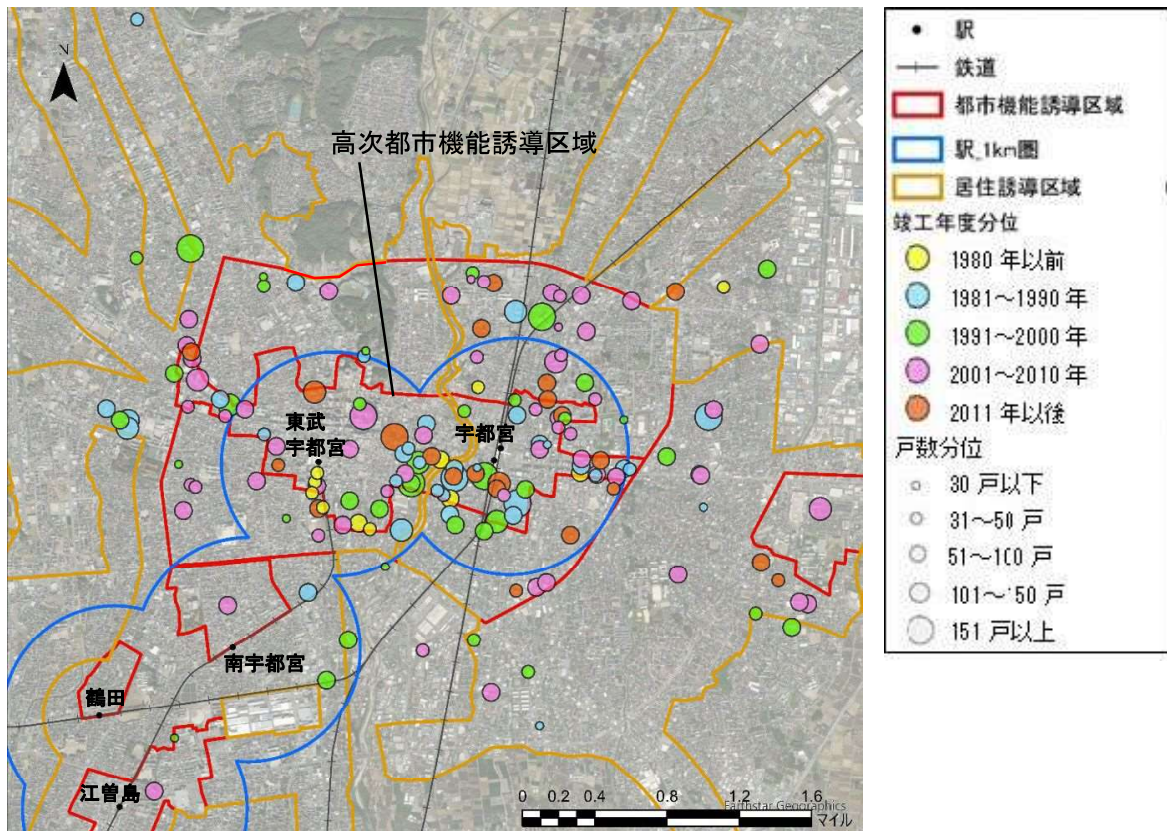 N
高次都市機能誘導区域
東武
宇都宮
宇都宮
南宇都宮
鶴田
江曽島
0 0.2 0.4 0.8 1.2 1.6
Earthstar Geographics
マイル
駅
鉄道
都市機能誘導区域
駅_1km圏
居住誘導区域
竣工年度分位
1980 年以前
1981～1990 年
1991～2000 年
2001～2010 年
2011 年以後
戸数分位
30 戸以下
31～50 戸
51～100 戸
101～150 戸
151 戸以上